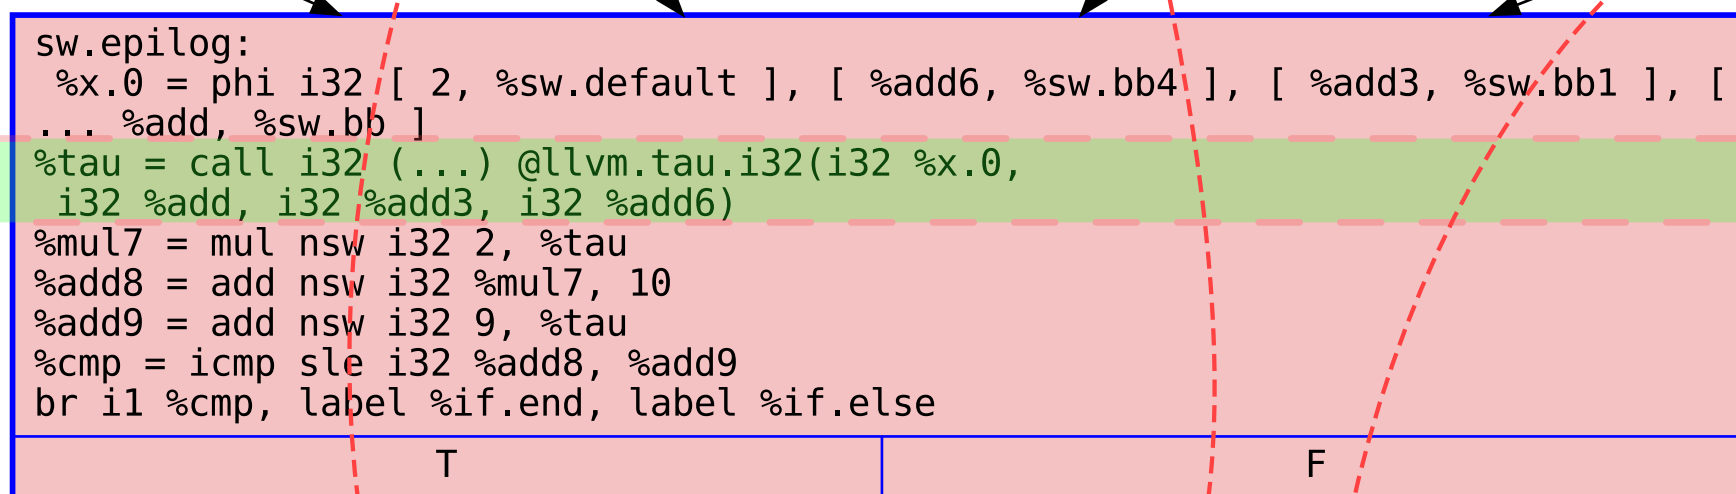 sw.epilog:
%x.0 = phi i32 [ 2, %sw.default ], [ %add6, %sw.bb4 ], [ %add3, %sw.bb1 ], [
... %add, %sw.bb ]
%tau = call i32 (...) @llvm.tau.i32(i32 %x.0,
i32 %add, i32 %add3, i32 %add6)
%mul7 = mul nsw i32 2, %tau
%add8 = add nsw i32 %mul7, 10
%add9 = add nsw i32 9, %tau
%cmp = icmp sle i32 %add8, %add9
br i1 %cmp, label %if.end, label %if.else
T
F